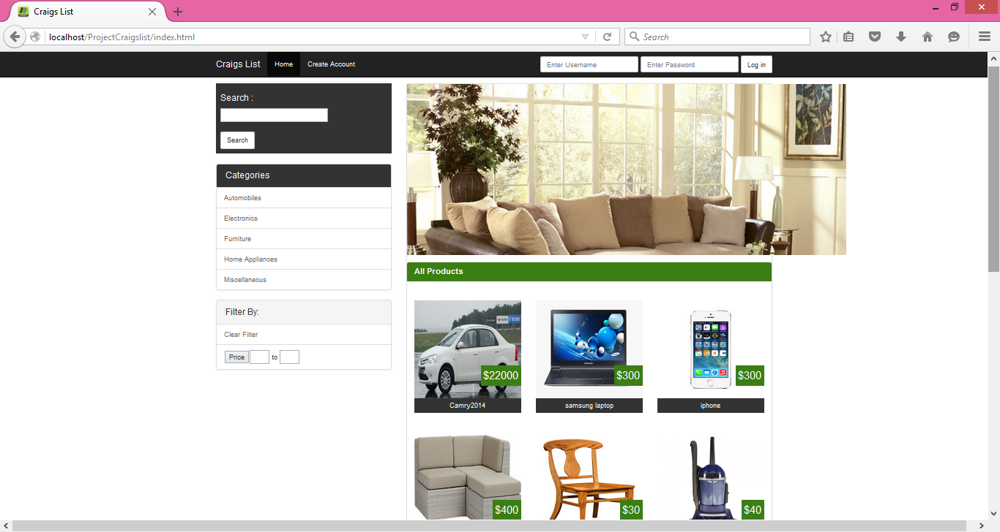 Craigs List
localhost/ProjectCraigslist/index.html
Search
Craigs List Home Create Account Enter Username Enter Password Log in
Search :
Search
Categories
Automobiles
Electronics
Furniture
Home Appliances
Miscellaneous
Filter By:
Clear Filter
Price to
All Products
$22000
Camry2014
$300
samsung laptop
$300
iphone
$400
$30
$40